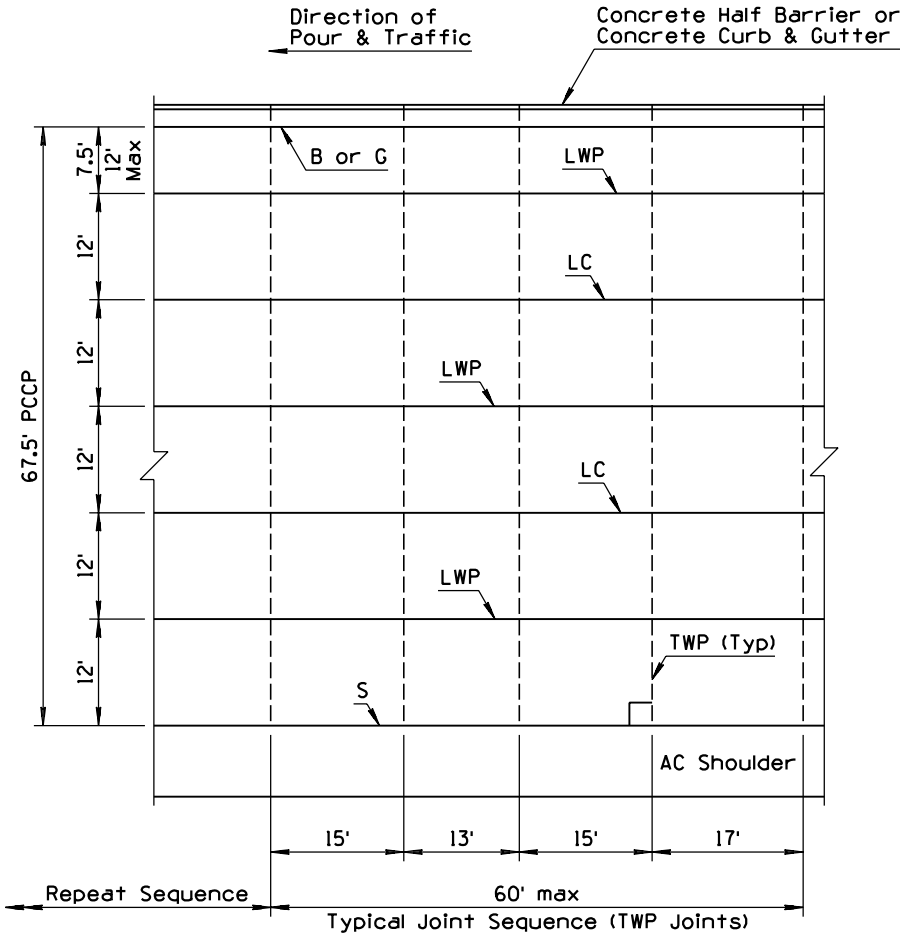 Direction of
Pour & Traffic
Concrete Half Barrier or
Concrete Curb & Gutter
7.5'
12'
Max
B or G
LWP
12'
LC
12'
LWP
67.5' PCCP
12'
LC
12'
LWP
12'
TWP (Typ)
S
AC Shoulder
15'
13'
15'
17'
Repeat Sequence
60' max
Typical Joint Sequence (TWP Joints)